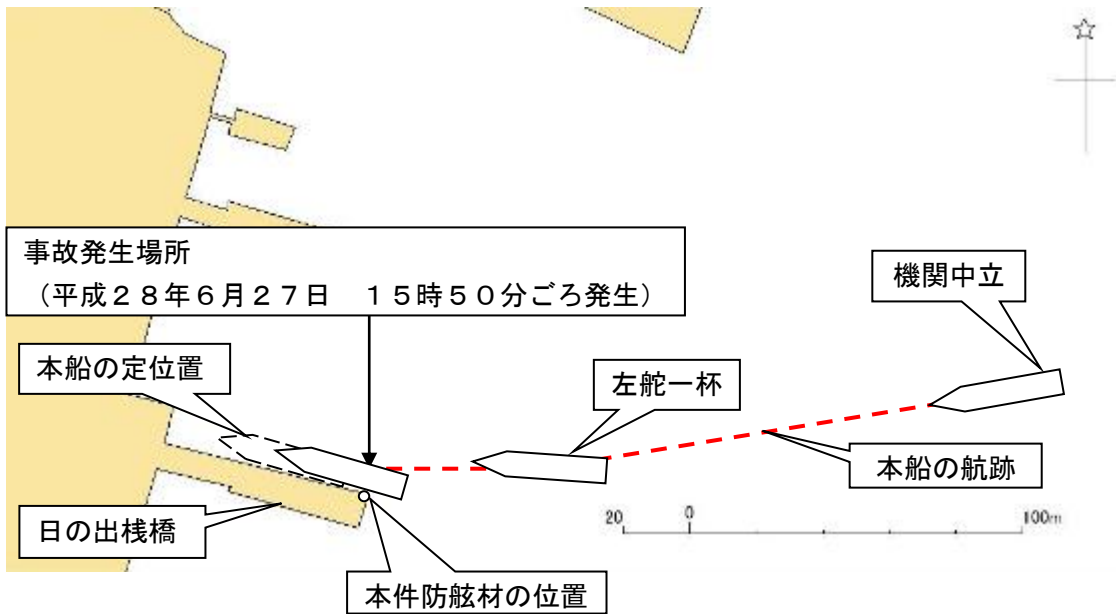 事故発生場所
（平成２８年６月２７日　１５時５０分ごろ発生）
機関中立
本船の定位置
左舵一杯
本船の航跡
日の出桟橋
20 0 100m
本件防舷材の位置